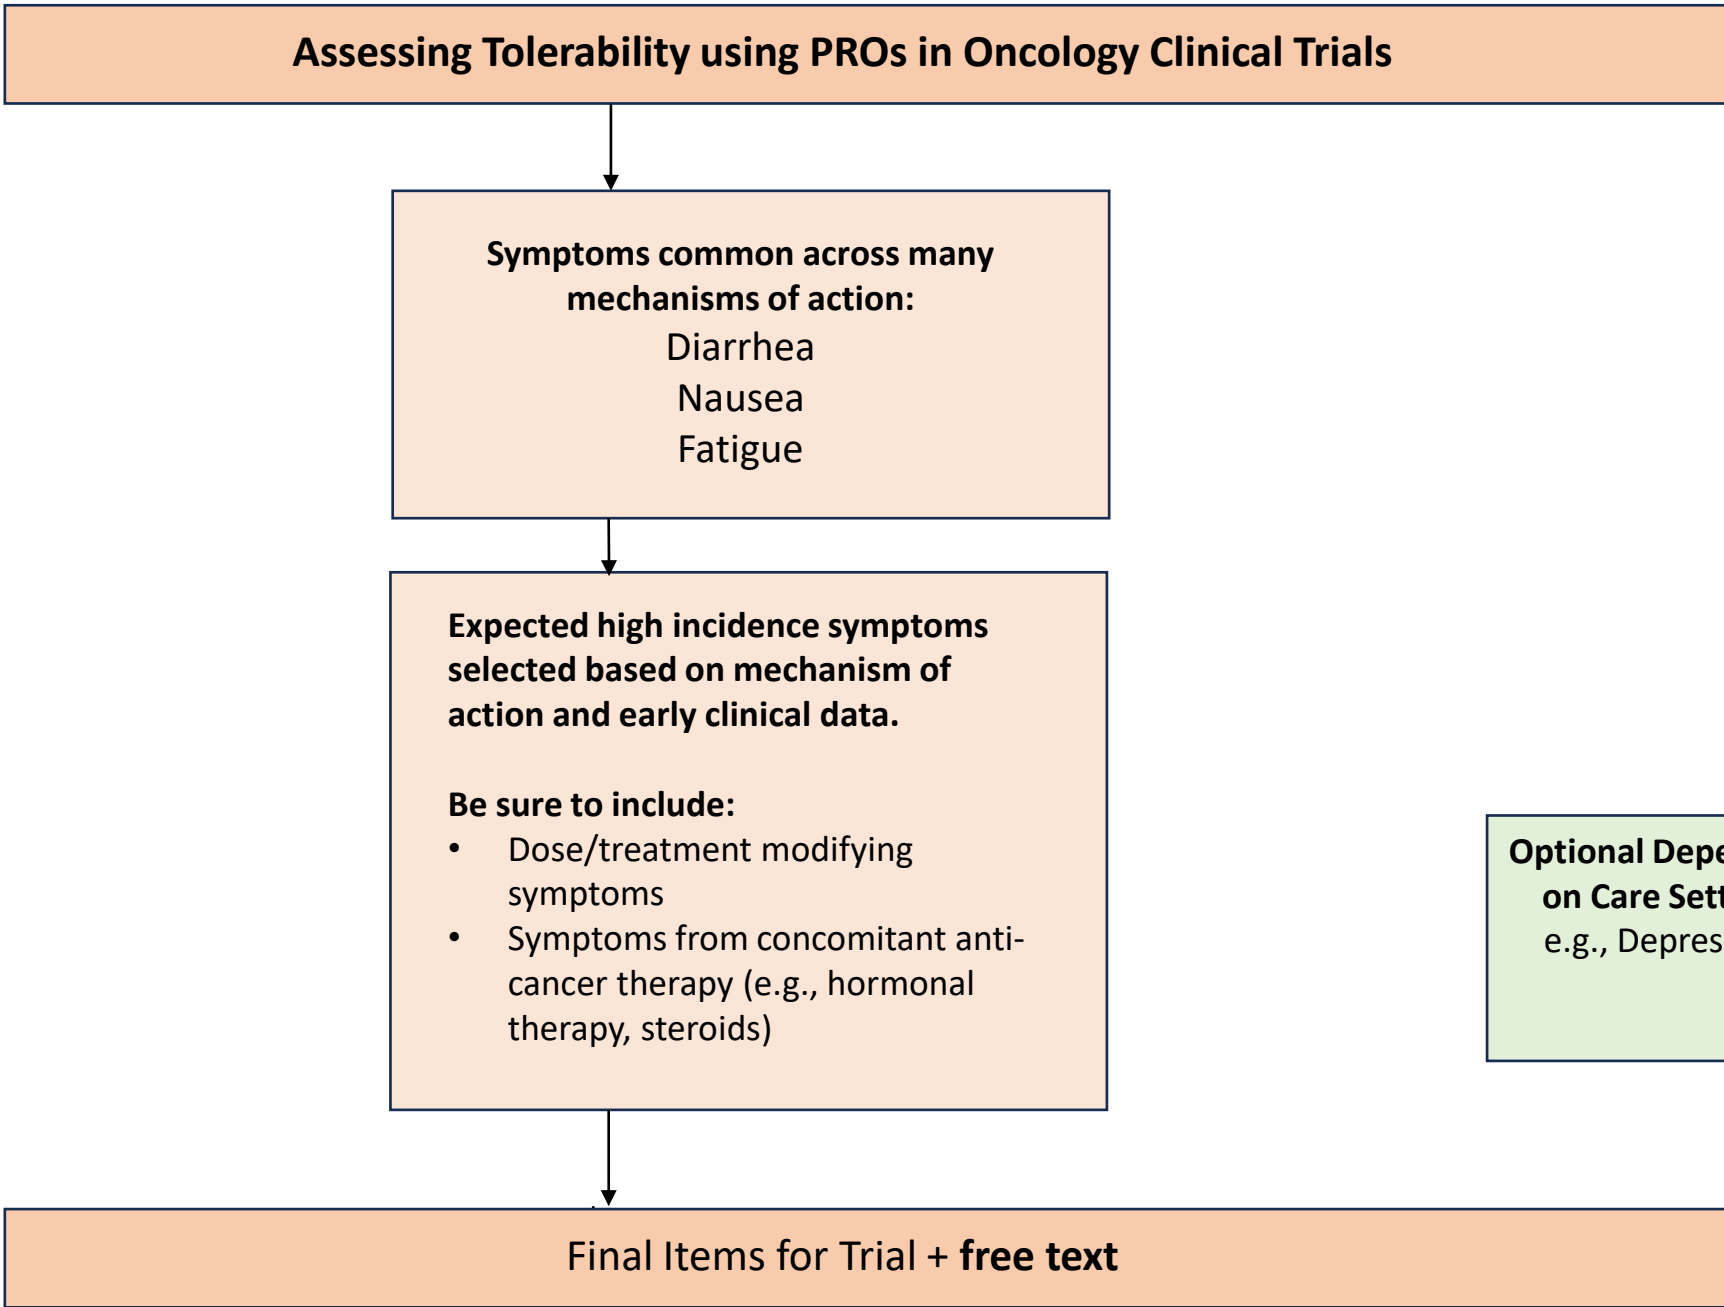 Assessing Tolerability using PROs in Oncology Clinical Trials
Symptoms common across many
mechanisms of action:
Diarrhea
Nausea
Fatigue
Expected high incidence symptoms
selected based on mechanism of
action and early clinical data.
Be sure to include:
• Dose/treatment modifying
symptoms
• Symptoms from concomitant anti-
cancer therapy (e.g., hormonal
therapy, steroids)
Optional
on Care
e.g.,
Final Items for Trial + free text